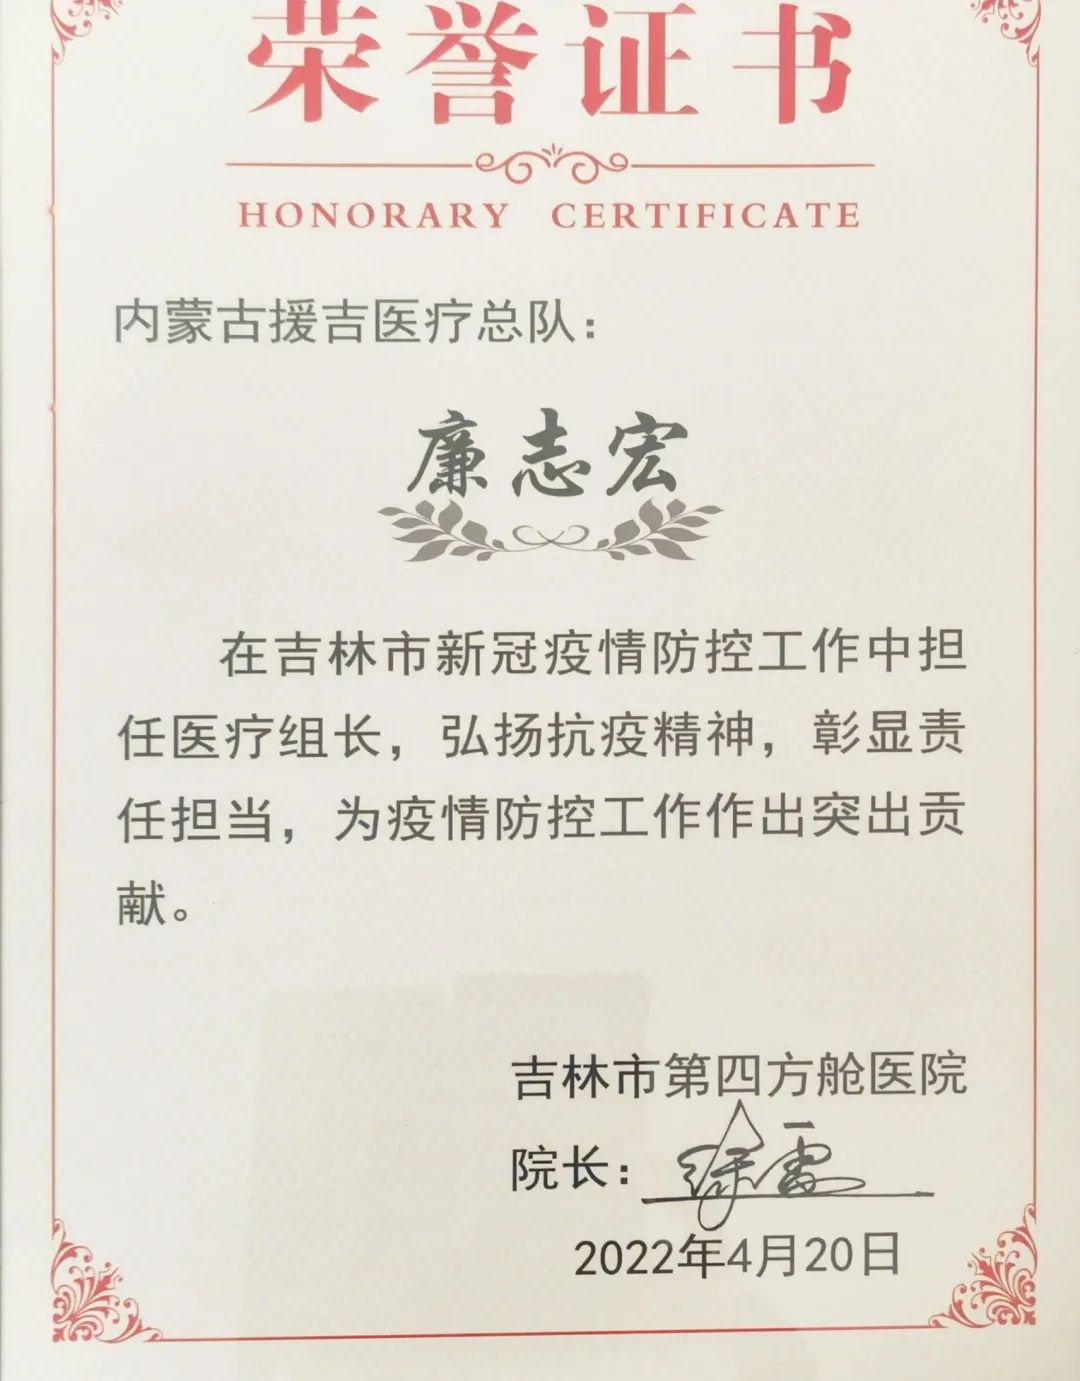 荣誉证书
HONORARY CERTIFICATE
内蒙古援吉医疗总队：
廉志宏
在吉林市新冠疫情防控工作中担
任医疗组长，弘扬抗疫精神，彰显责
任担当，为疫情防控工作作出突出贡
献。
吉林市第四方舱医院
院长：
2022年4月20日